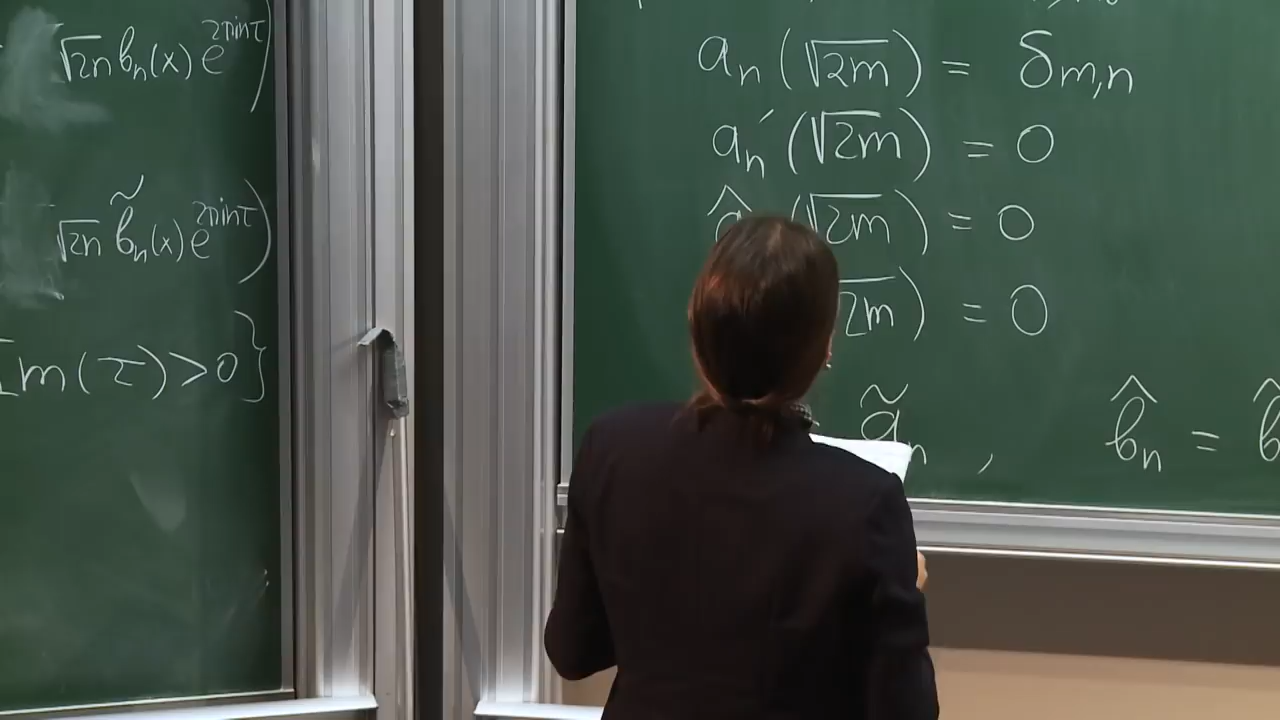 √2n bₙ(x) e^{2πinτ})
√2n b̃ₙ(x) e^{2πinτ})
Im(τ)>0}
aₙ(√2m) = δm,n
aₙ′(√2m) = 0
â (√2m) = 0
2m) = 0
ãₙ , b̂ₙ =